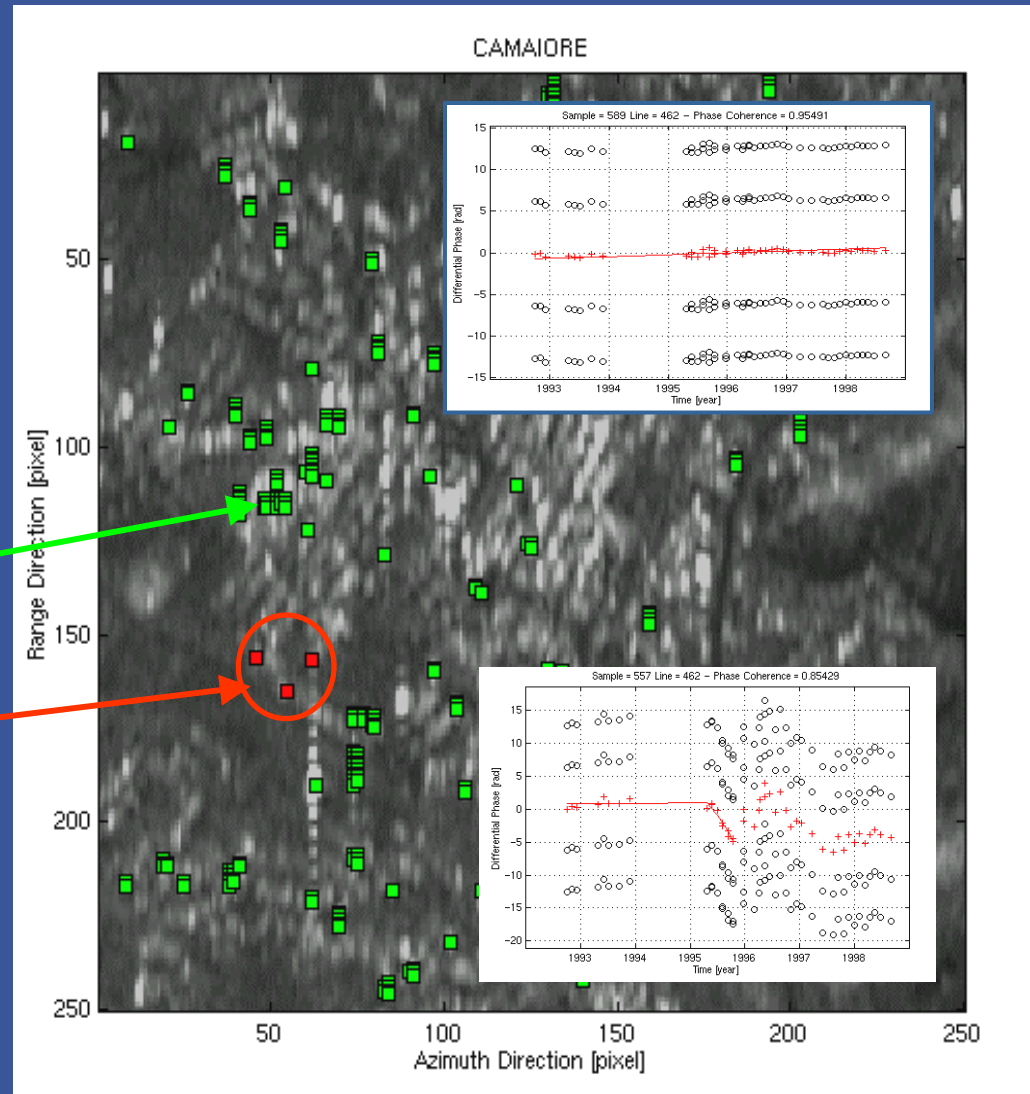 CAMAIORE
Sample = 589 Line = 462 – Phase Coherence = 0.95491
15
10
5
0
−5
−10
−15
Differential Phase [rad]
1993 1994 1995 1996 1997 1998
Time [year]
50
100
150
200
250
Range Direction [pixel]
Sample = 557 Line = 462 – Phase Coherence = 0.85429
15
10
5
0
−5
−10
−15
−20
Differential Phase [rad]
1993 1994 1995 1996 1997 1998
Time [year]
50 100 150 200 250
Azimuth Direction [pixel]